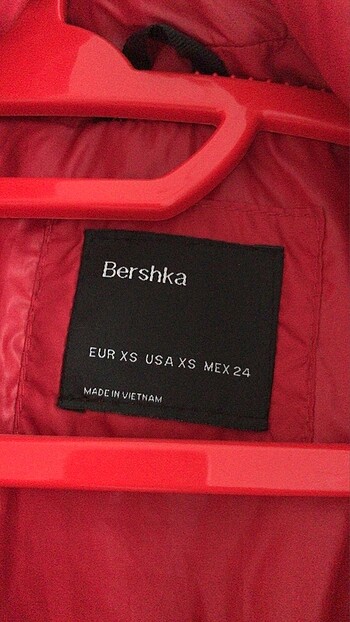 Bershka
EUR XS USA XS MEX 24
MADE IN VIETNAM